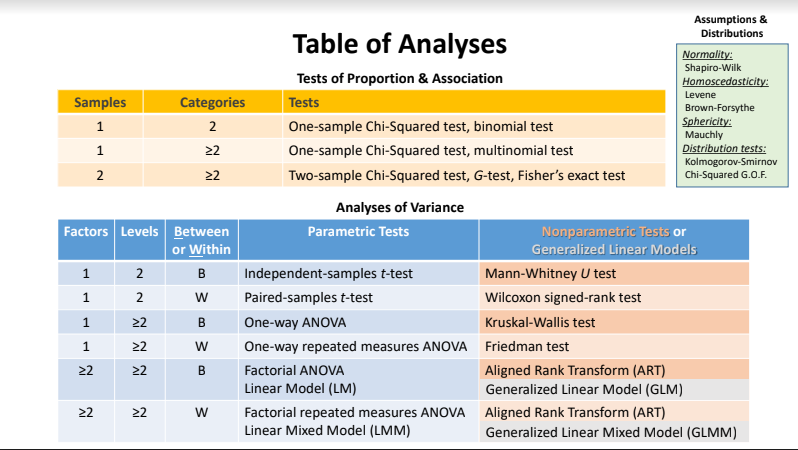 Table of Analyses
Assumptions &
Distributions
Normality:
Shapiro-Wilk
Homoscedasticity:
Levene
Brown-Forsythe
Sphericity:
Mauchly
Distribution tests:
Kolmogorov-Smirnov
Chi-Squared G.O.F.
Tests of Proportion & Association
Samples Categories Tests
1 2 One-sample Chi-Squared test, binomial test
1 ≥2 One-sample Chi-Squared test, multinomial test
2 ≥2 Two-sample Chi-Squared test, G-test, Fisher's exact test
Analyses of Variance
Factors Levels Between Parametric Tests Nonparametric Tests or
or Within Generalized Linear Models
1 2 B Independent-samples t-test Mann-Whitney U test
1 2 W Paired-samples t-test Wilcoxon signed-rank test
1 ≥2 B One-way ANOVA Kruskal-Wallis test
1 ≥2 W One-way repeated measures ANOVA Friedman test
≥2 ≥2 B Factorial ANOVA Aligned Rank Transform (ART)
Linear Model (LM) Generalized Linear Model (GLM)
≥2 ≥2 W Factorial repeated measures ANOVA Aligned Rank Transform (ART)
Linear Mixed Model (LMM) Generalized Linear Mixed Model (GLMM)